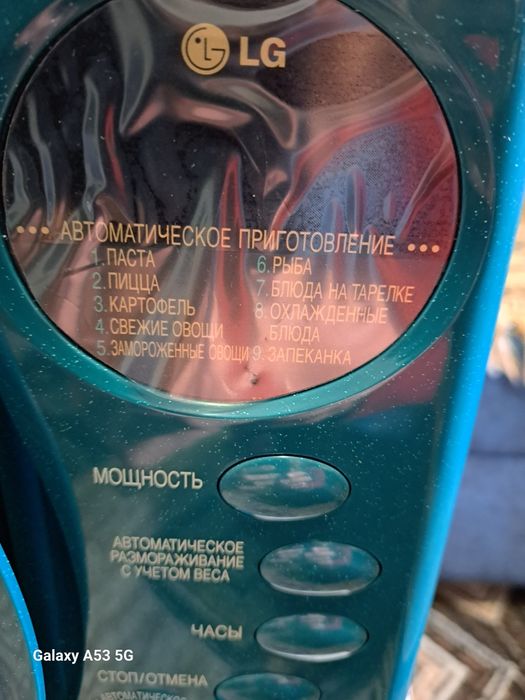 LG
••• АВТОМАТИЧЕСКОЕ ПРИГОТОВЛЕНИЕ •••
1. ПАСТА
2. ПИЦЦА
3. КАРТОФЕЛЬ
4. СВЕЖИЕ ОВОЩИ
5. ЗАМОРОЖЕННЫЕ ОВОЩИ
6. РЫБА
7. БЛЮДА НА ТАРЕЛКЕ
8. ОХЛАЖДЕННЫЕ
БЛЮДА
9. ЗАПЕКАНКА
МОЩНОСТЬ
АВТОМАТИЧЕСКОЕ
РАЗМОРАЖИВАНИЕ
С УЧЕТОМ ВЕСА
ЧАСЫ
СТОП/ОТМЕНА
АВТОМАТИЧЕСКОЕ
Galaxy A53 5G